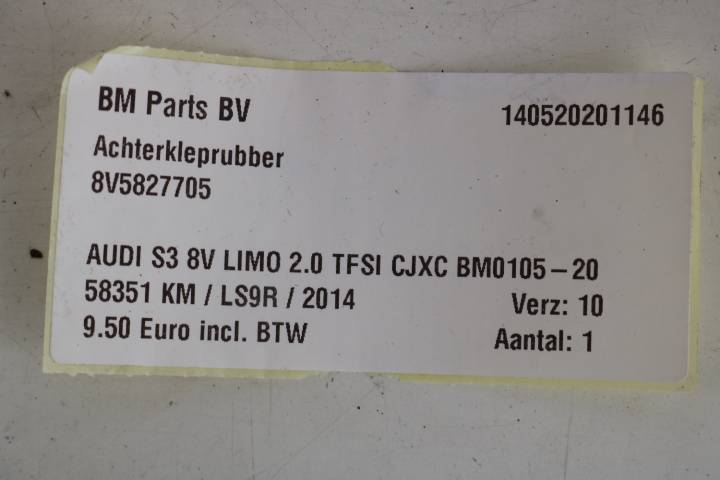 BM Parts BV 140520201146
Achterkleprubber
8V5827705
AUDI S3 8V LIMO 2.0 TFSI CJXC BM0105-20
58351 KM / LS9R / 2014 Verz: 10
9.50 Euro incl. BTW Aantal: 1